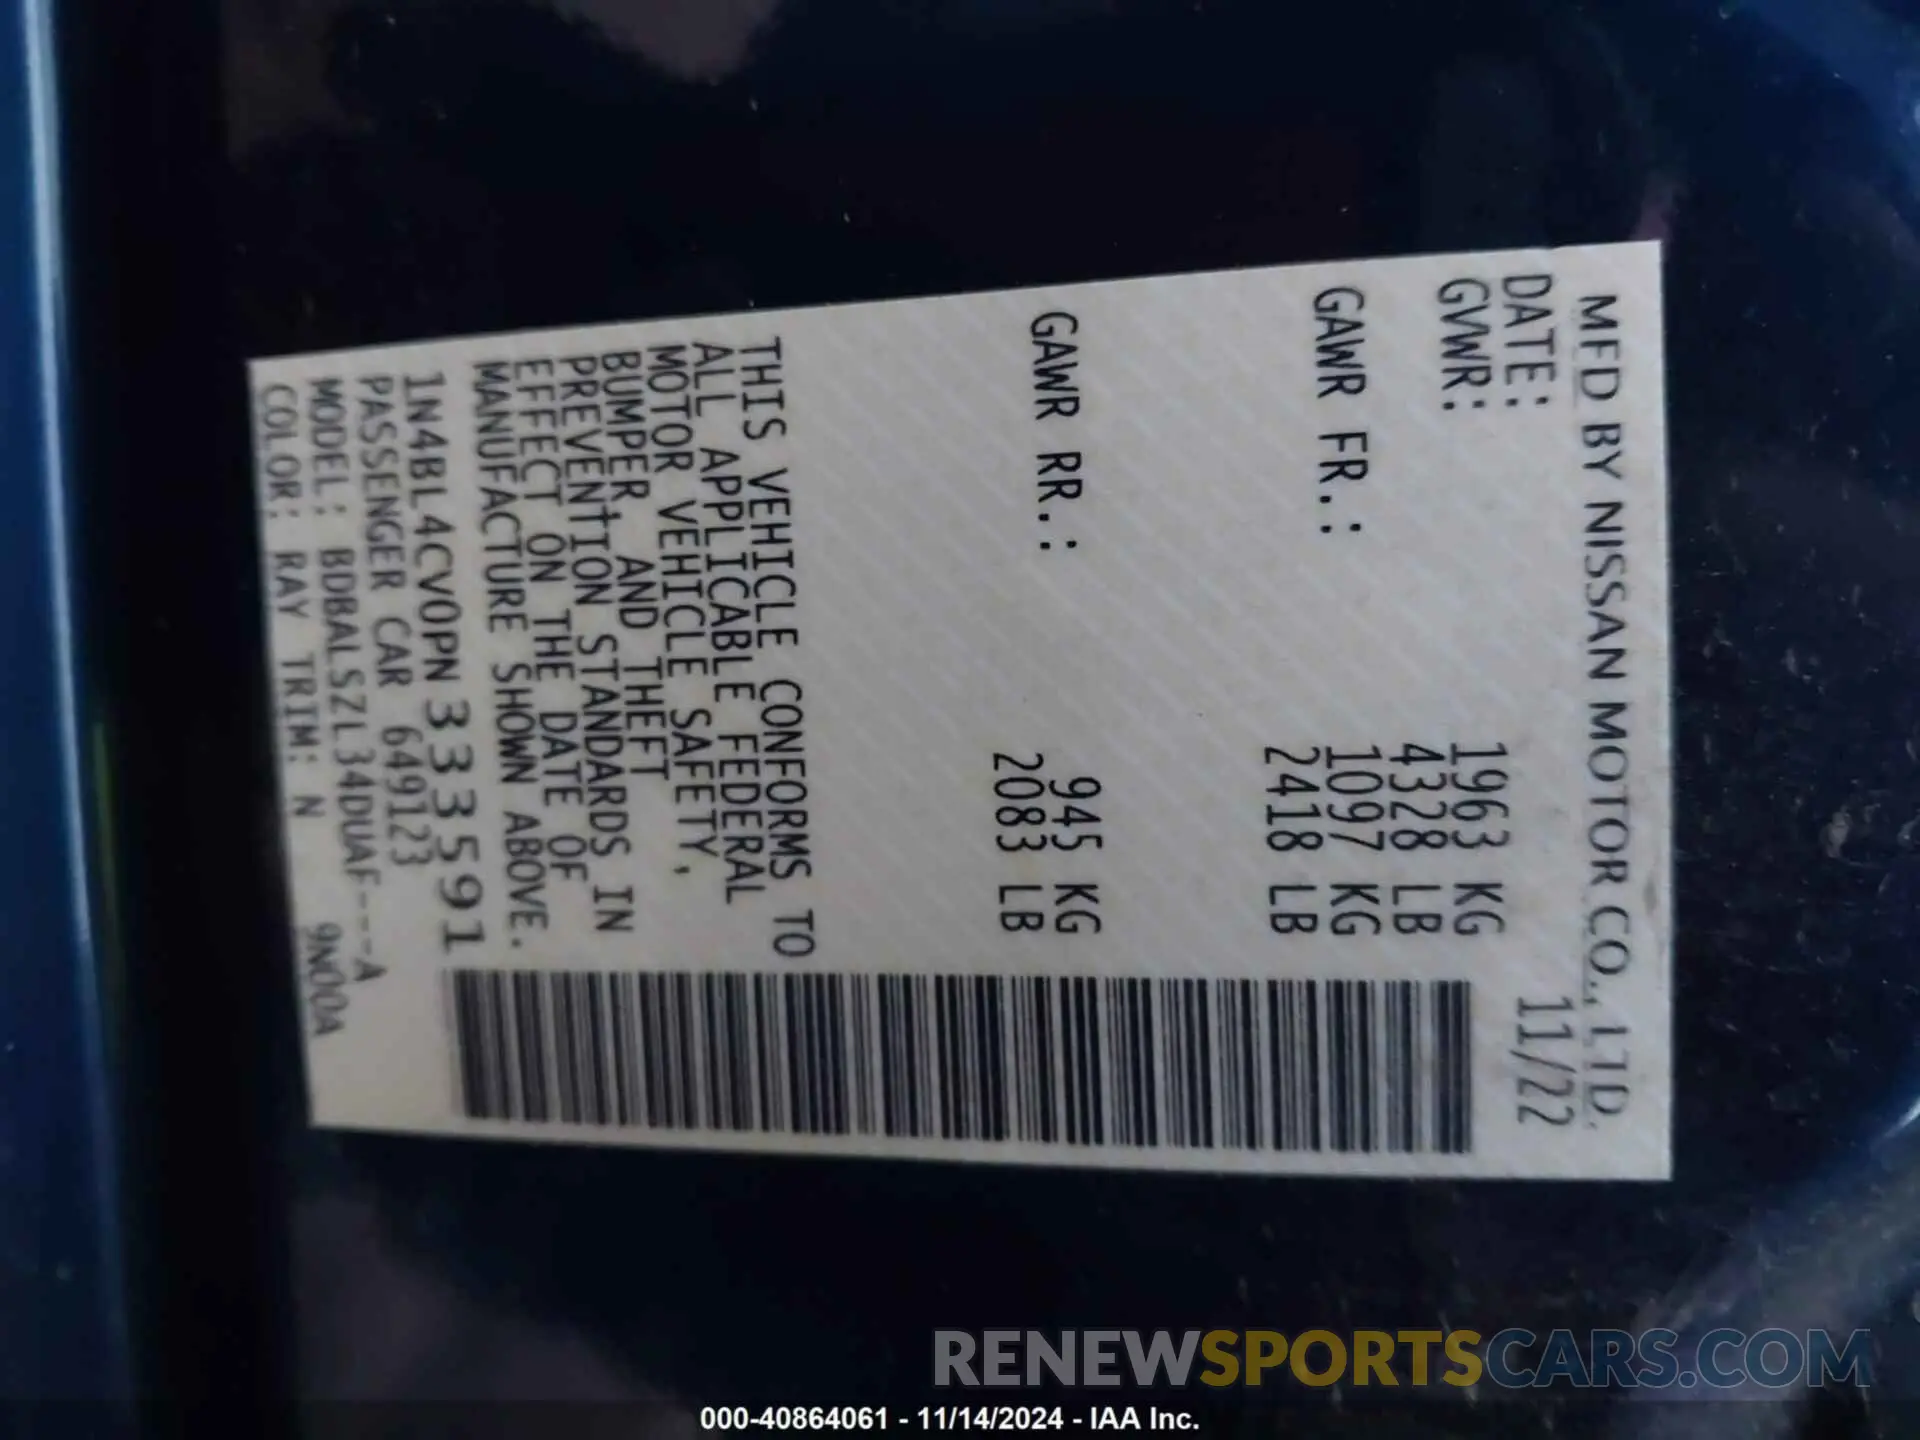 MFD BY NISSAN MOTOR CO., LTD.
DATE: 11/22
GVWR: 1963 KG
4328 LB
GAWR FR.: 1097 KG
2418 LB
GAWR RR.: 945 KG
2083 LB
THIS VEHICLE CONFORMS TO
ALL APPLICABLE FEDERAL
MOTOR VEHICLE SAFETY,
BUMPER, AND THEFT
PREVENTION STANDARDS IN
EFFECT ON THE DATE OF
MANUFACTURE SHOWN ABOVE.
1N4BL4CV0PN333591
PASSENGER CAR 649123
MODEL: BDBALSZL34DUAF---A
COLOR: RAY TRIM: N 9N00A
RENEWSPORTSCARS.COM
000-40864061 - 11/14/2024 - IAA Inc.